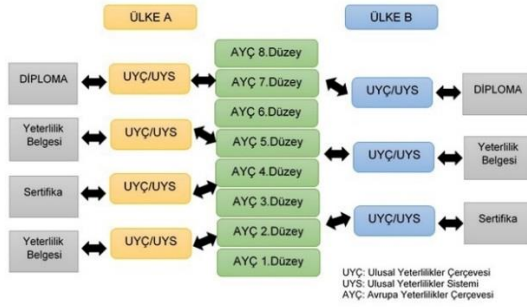 ÜLKE A
ÜLKE B
AYÇ 8.Düzey
AYÇ 7.Düzey
AYÇ 6.Düzey
AYÇ 5.Düzey
AYÇ 4.Düzey
AYÇ 3.Düzey
AYÇ 2.Düzey
AYÇ 1.Düzey
DİPLOMA
UYÇ/UYS
Yeterlilik
Belgesi
UYÇ/UYS
Sertifika
UYÇ/UYS
Yeterlilik
Belgesi
UYÇ/UYS
UYÇ/UYS
DİPLOMA
UYÇ/UYS
Yeterlilik
Belgesi
UYÇ/UYS
Sertifika
UYÇ: Ulusal Yeterlilikler Çerçevesi
UYS: Ulusal Yeterlilikler Sistemi
AYÇ: Avrupa Yeterlilikler Çerçevesi